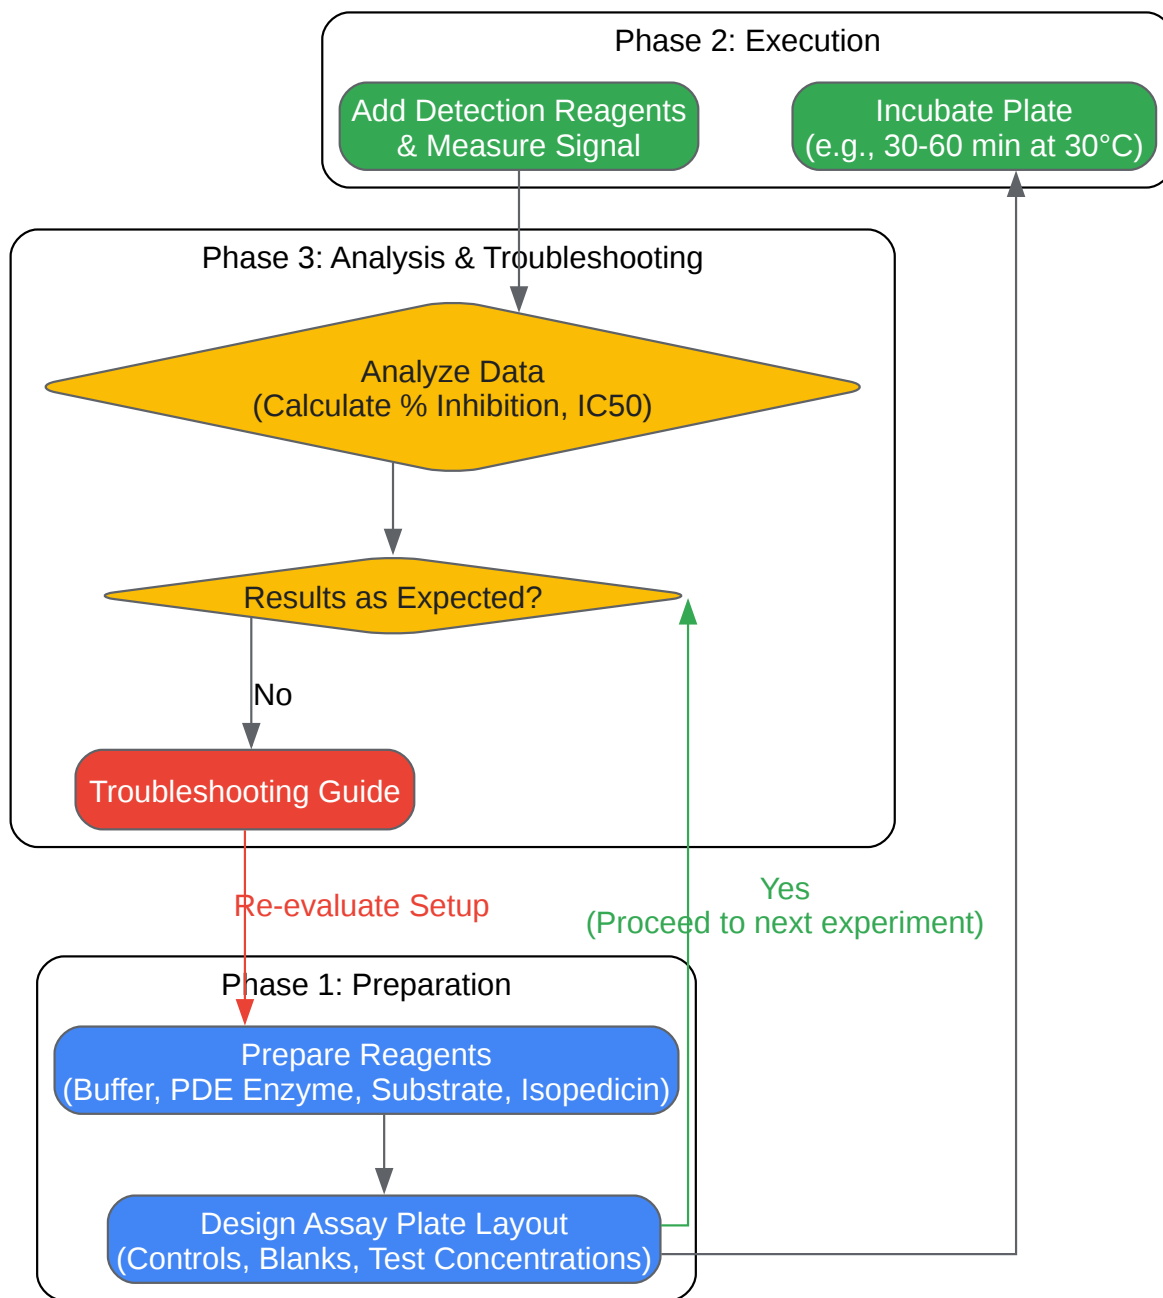 Phase 2: Execution
Add Detection Reagents
& Measure Signal
Incubate Plate
(e.g., 30-60 min at 30°C)
Phase 3: Analysis & Troubleshooting
Analyze Data
(Calculate % Inhibition, IC50)
Results as Expected?
No
Troubleshooting Guide
Re-evaluate Setup
Yes
(Proceed to next experiment)
Phase 1: Preparation
Prepare Reagents
(Buffer, PDE Enzyme, Substrate, Isopedicin)
Design Assay Plate Layout
(Controls, Blanks, Test Concentrations)